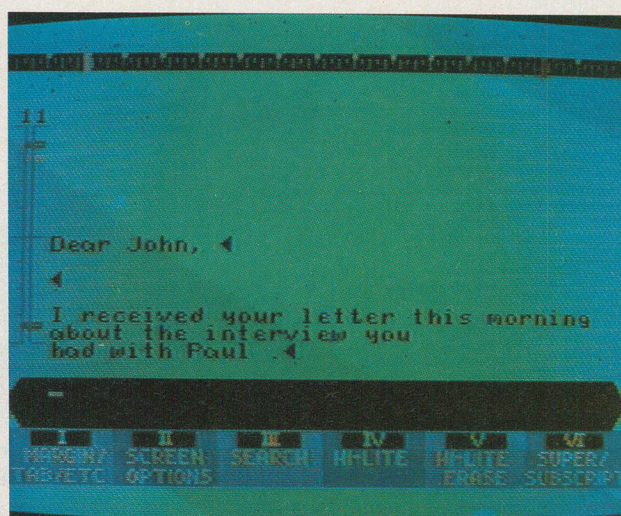 11
Dear John,
I received your letter this morning
about the interview you
had with Paul .
I II III IV V VI
MARGIN/ SCREEN SEARCH HI-LITE HI-LITE SUPER/
TAB/ETC OPTIONS ERASE SUBSCRIPT